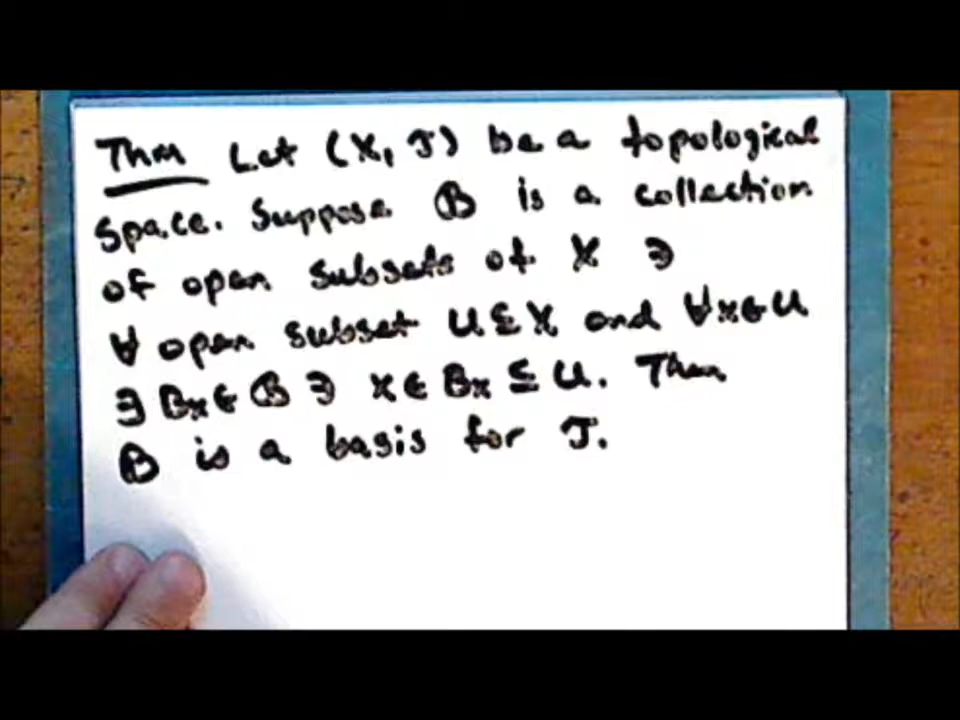 Thm Let (X, 𝒯) be a topological
space. Suppose ℬ is a collection
of open subsets of X ∋
∀ open subset U ⊆ X and ∀x∈U
∃ Bx ∈ ℬ ∋ x ∈ Bx ⊆ U. Then
ℬ is a basis for 𝒯.